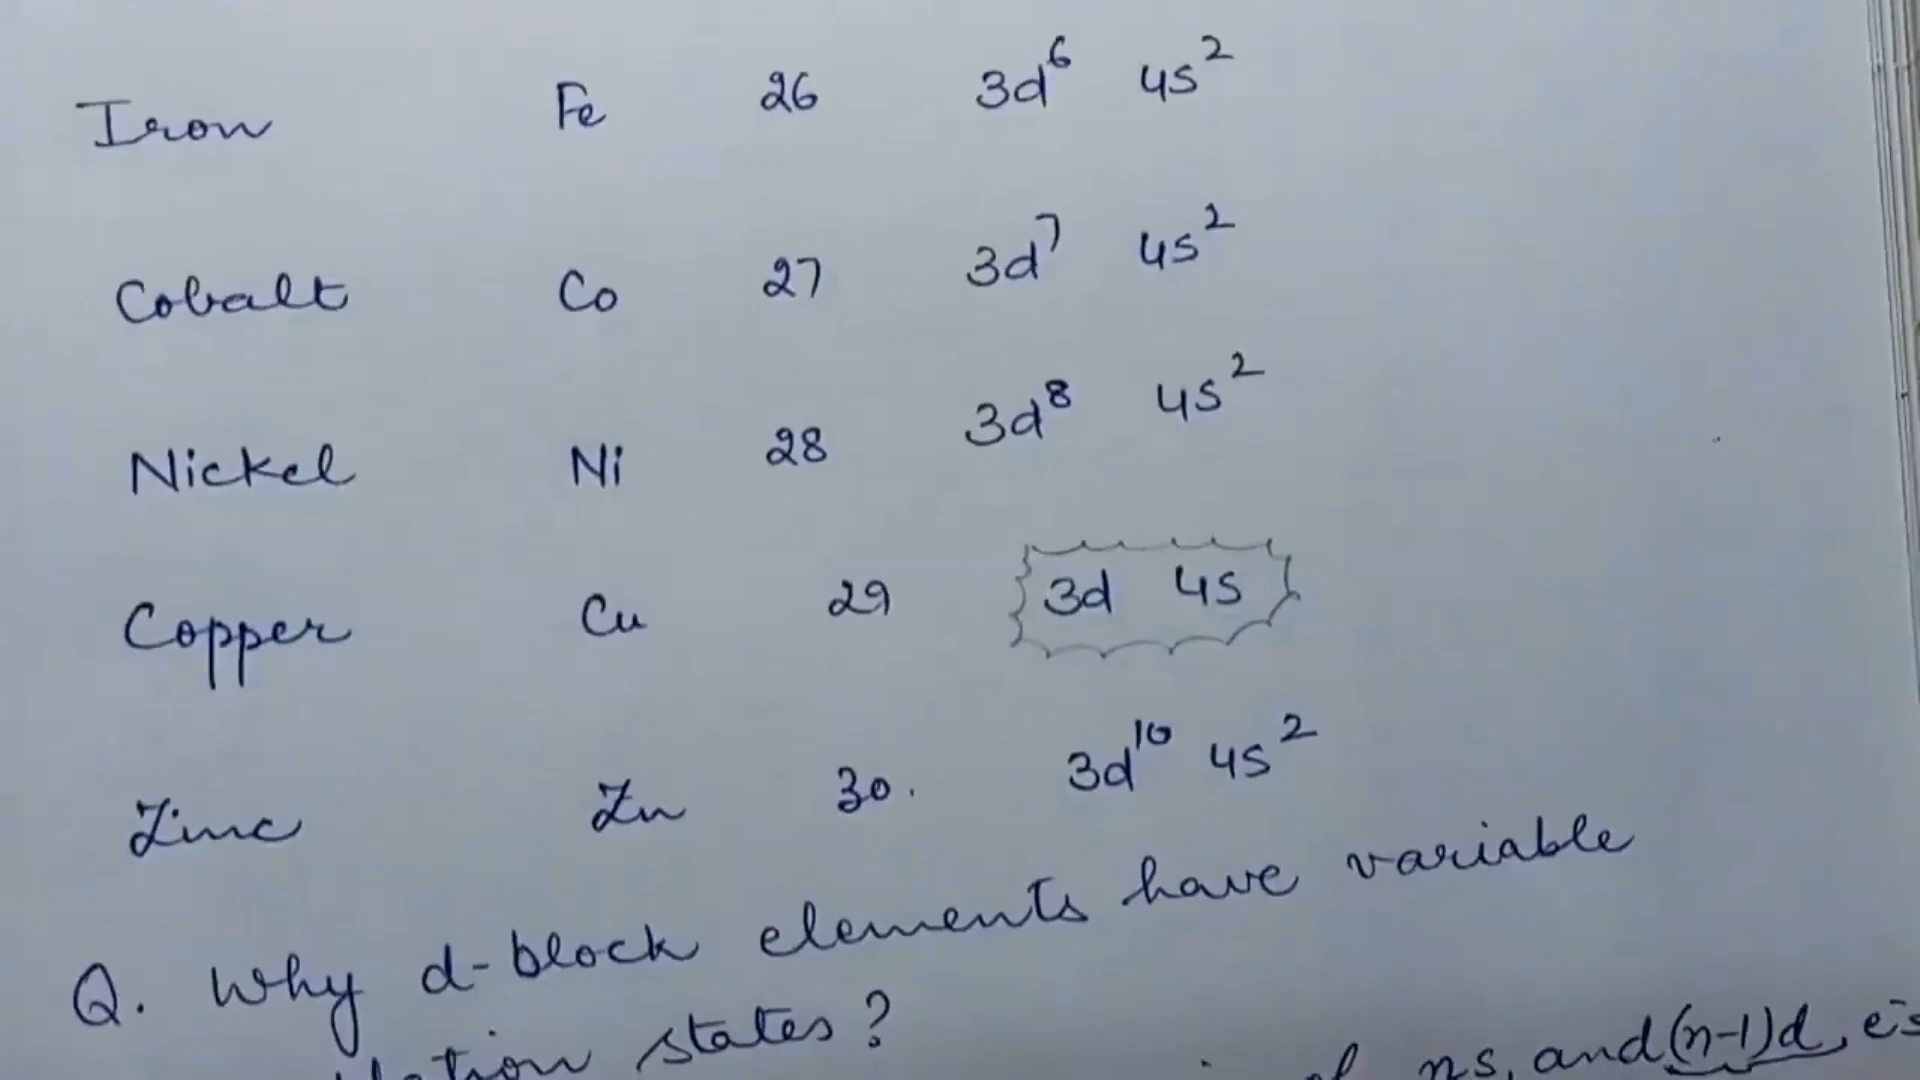 Iron Fe 26 3d⁶ 4s²
Cobalt Co 27 3d⁷ 4s²
Nickel Ni 28 3d⁸ 4s²
Copper Cu 29 3d 4s
Zinc Zn 30. 3d¹⁰ 4s²
Q. Why d-block elements have variable
states?
ns, and (n-1)d, e⁻s